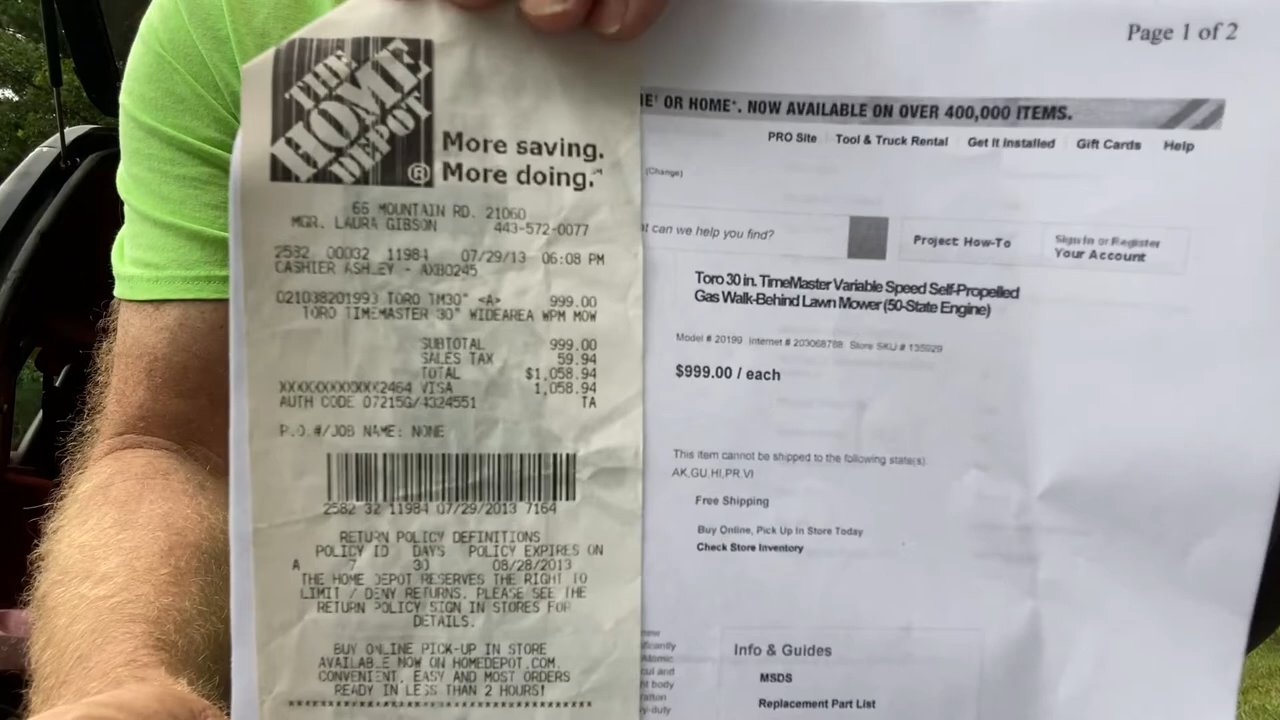 THE
HOME
DEPOT
®
More saving.
More doing.℠
66 MOUNTAIN RD. 21060
MGR. LAURA GIBSON 443-572-0077
2582 00032 11984 07/29/13 06:08 PM
CASHIER ASHLEY - AXB0245
021038201993 TORO TM30" <A> 999.00
TORO TIMEMASTER 30" WIDEAREA WPM MOW
SUBTOTAL 999.00
SALES TAX 59.94
TOTAL $1,058.94
XXXXXXXXXXXX2464 VISA 1,058.94
AUTH CODE 07215G/4324551 TA
P.O.#/JOB NAME: NONE
2582 32 11984 07/29/2013 7164
RETURN POLICY DEFINITIONS
POLICY ID DAYS POLICY EXPIRES ON
A 7 30 08/28/2013
THE HOME DEPOT RESERVES THE RIGHT TO
LIMIT / DENY RETURNS. PLEASE SEE THE
RETURN POLICY SIGN IN STORES FOR
DETAILS.
BUY ONLINE PICK-UP IN STORE
AVAILABLE NOW ON HOMEDEPOT.COM.
CONVENIENT, EASY AND MOST ORDERS
READY IN LESS THAN 2 HOURS!
Page 1 of 2
OR HOME*. NOW AVAILABLE ON OVER 400,000 ITEMS.
PRO Site Tool & Truck Rental Get It Installed Gift Cards Help
(Change)
can we help you find?
Project: How-To
Sign In or Register
Your Account
Toro 30 in. TimeMaster Variable Speed Self-Propelled
Gas Walk-Behind Lawn Mower (50-State Engine)
Model # 20199 Internet # 203068788 Store SKU #
$999.00 / each
This item cannot be shipped to the following state(s):
AK,GU,HI,PR,VI
Free Shipping
Buy Online, Pick Up In Store Today
Check Store Inventory
Info & Guides
MSDS
Replacement Part List